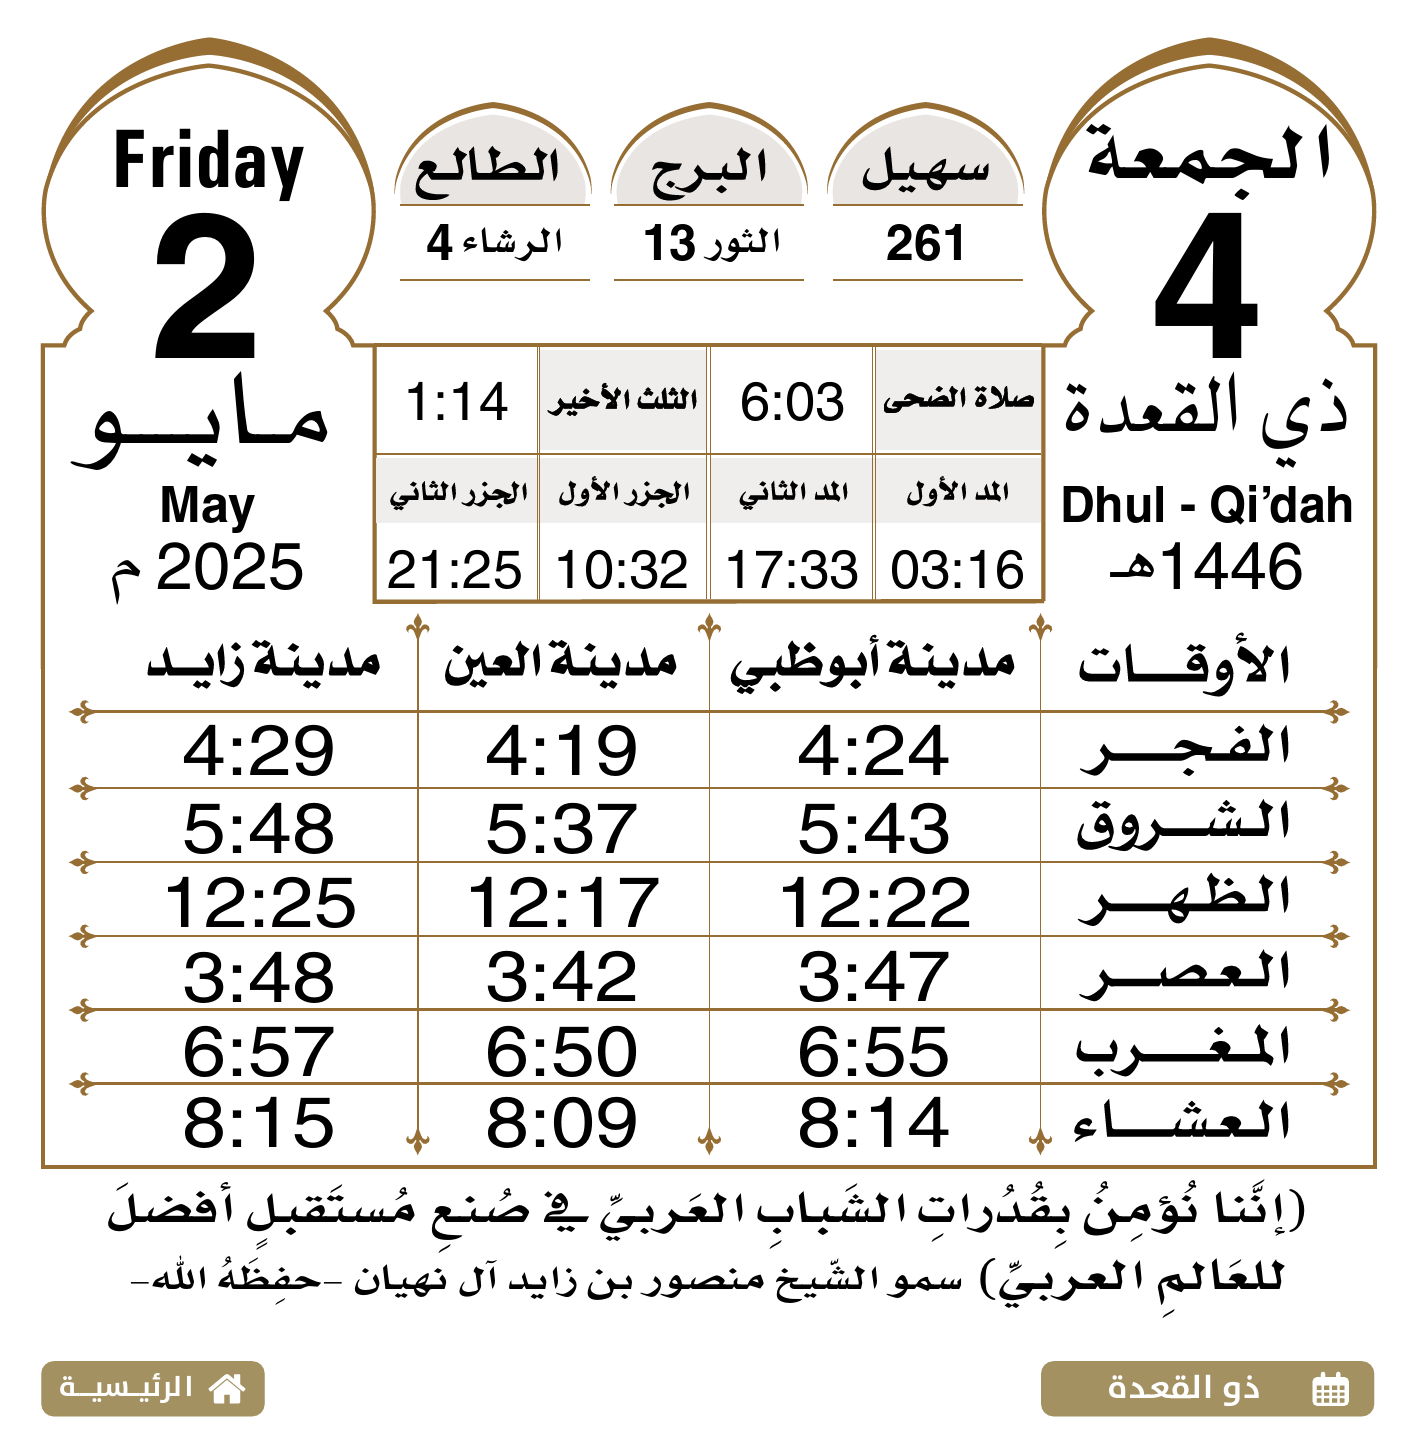 الجمعة
4
ذي القعدة
Dhul - Qi’dah
1446هـ
سهيل
261
البرج
الثور 13
الطالع
الرشاء 4
Friday
2
مايو
May
2025 م
صلاة الضحى 6:03 الثلث الأخير 1:14
المد الأول المد الثاني الجزر الأول الجزر الثاني
03:16 17:33 10:32 21:25
الأوقات مدينة أبوظبي مدينة العين مدينة زايد
الفجر 4:24 4:19 4:29
الشروق 5:43 5:37 5:48
الظهر 12:22 12:17 12:25
العصر 3:47 3:42 3:48
المغرب 6:55 6:50 6:57
العشاء 8:14 8:09 8:15
(إنَّنا نُؤمِنُ بِقُدُراتِ الشَبابِ العَربيِّ في صُنعِ مُستَقبلٍ أفضلَ
للعَالمِ العربيِّ) سمو الشّيخ منصور بن زايد آل نهيان –حفِظَهُ الله–
ذو القعدة
الرئيسية